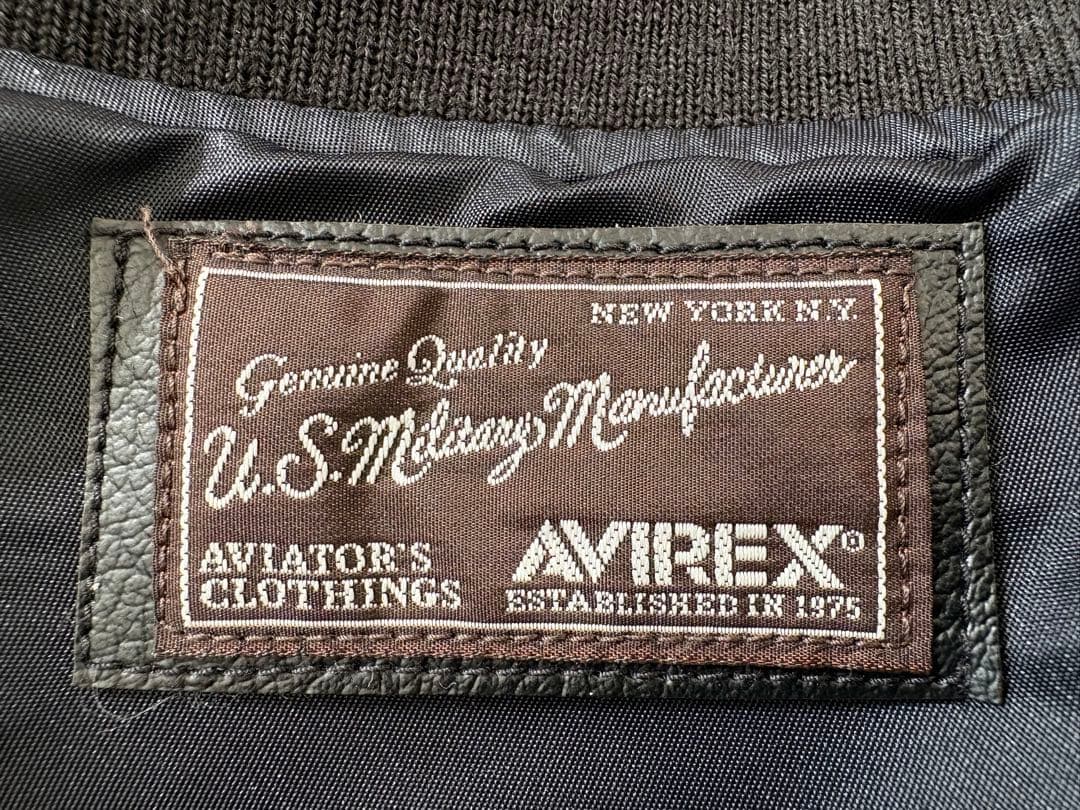 NEW YORK N.Y.
Genuine Quality
U.S. Military Manufacturer
AVIATOR'S
CLOTHINGS
AVIREX®
ESTABLISHED IN 1975